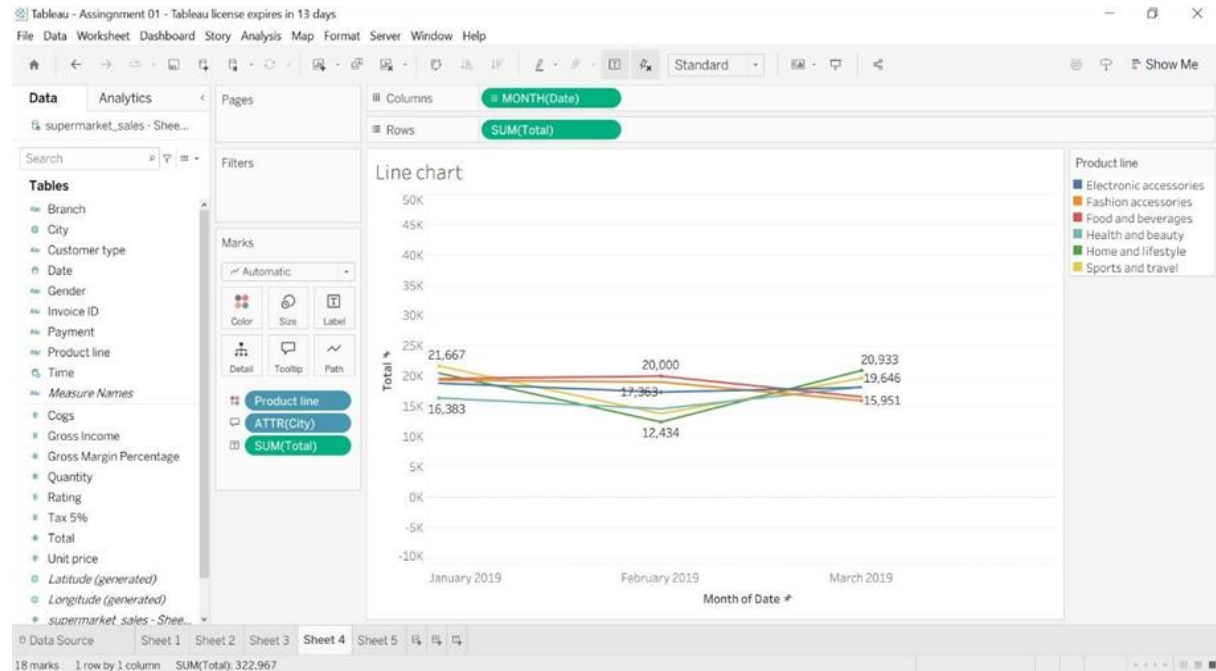 Tableau - Assingnment 01 - Tableau license expires in 13 days
File Data Worksheet Dashboard Story Analysis Map Format Server Window Help
Standard
Show Me
Data Analytics
supermarket_sales - Shee...
Search
Tables
Abc Branch
City
Abc Customer type
Date
Abc Gender
Abc Invoice ID
Abc Payment
Abc Product line
Time
Abc Measure Names
Cogs
Gross Income
Gross Margin Percentage
Quantity
Rating
Tax 5%
Total
Unit price
Latitude (generated)
Longitude (generated)
supermarket_sales - Shee...
Pages
Filters
Marks
Automatic
Color Size Label
Detail Tooltip Path
Product line
ATTR(City)
SUM(Total)
Columns MONTH(Date)
Rows SUM(Total)
Line chart
50K
45K
40K
35K
30K
25K
20K
15K
10K
5K
0K
-5K
-10K
Total
21,667
16,383
20,000
17,363
12,434
20,933
19,646
15,951
January 2019 February 2019 March 2019
Month of Date
Product line
Electronic accessories
Fashion accessories
Food and beverages
Health and beauty
Home and lifestyle
Sports and travel
Data Source Sheet 1 Sheet 2 Sheet 3 Sheet 4 Sheet 5
18 marks 1 row by 1 column SUM(Total): 322,967